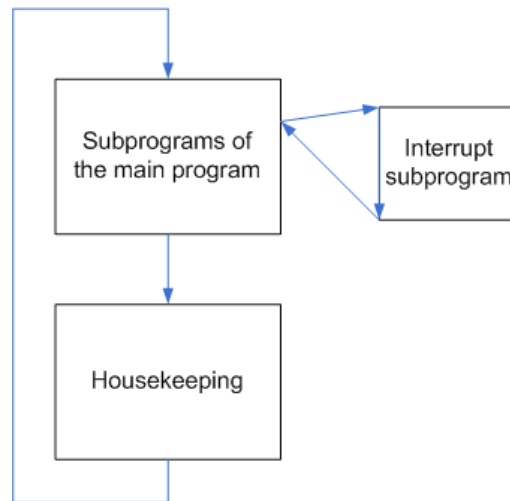 Subprograms of
the main program
Interrupt
subprogram
Housekeeping